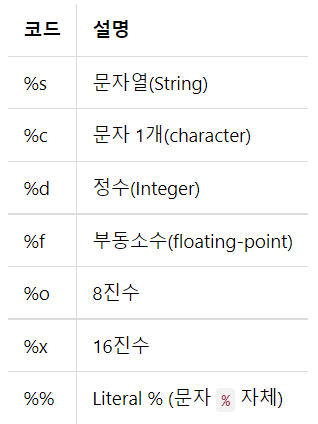 코드 설명
%s 문자열(String)
%c 문자 1개(character)
%d 정수(Integer)
%f 부동소수(floating-point)
%o 8진수
%x 16진수
%% Literal % (문자 % 자체)